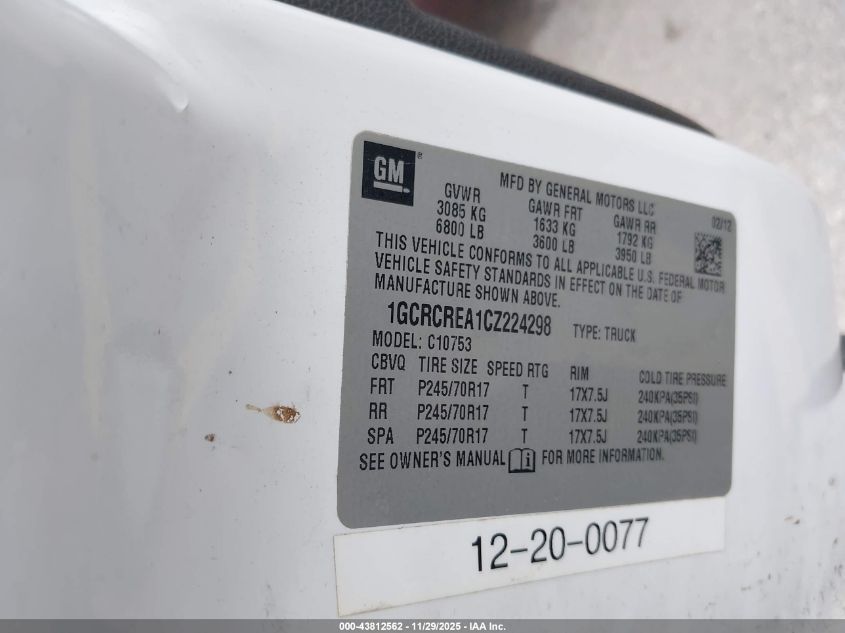 GM ®
MFD BY GENERAL MOTORS LLC
02/12
GVWR GAWR FRT GAWR RR
3085 KG 1633 KG 1792 KG
6800 LB 3600 LB 3950 LB
THIS VEHICLE CONFORMS TO ALL APPLICABLE U.S. FEDERAL MOTOR
VEHICLE SAFETY STANDARDS IN EFFECT ON THE DATE OF
MANUFACTURE SHOWN ABOVE.
1GCRCREA1CZ224298 TYPE: TRUCK
MODEL: C10753
CBVQ TIRE SIZE SPEED RTG RIM COLD TIRE PRESSURE
FRT P245/70R17 T 17X7.5J 240KPA(35PSI)
RR P245/70R17 T 17X7.5J 240KPA(35PSI)
SPA P245/70R17 T 17X7.5J 240KPA(35PSI)
SEE OWNER'S MANUAL FOR MORE INFORMATION.
12-20-0077
000-43812562 - 11/29/2025 - IAA Inc.